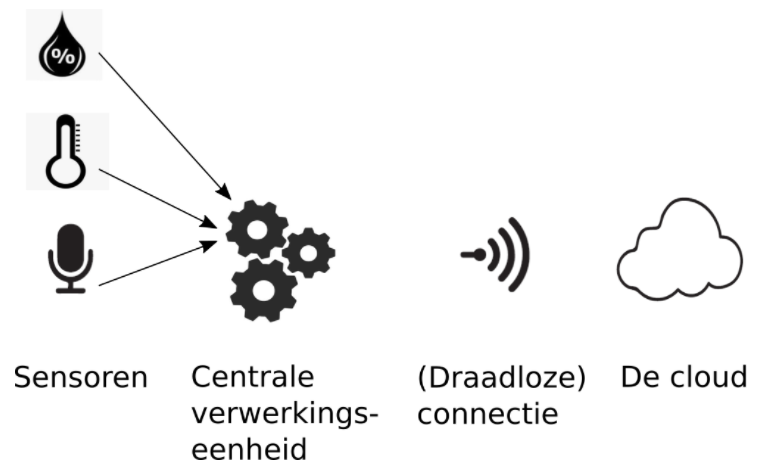 %
Sensoren
Centrale
verwerkings-
eenheid
(Draadloze)
connectie
De cloud